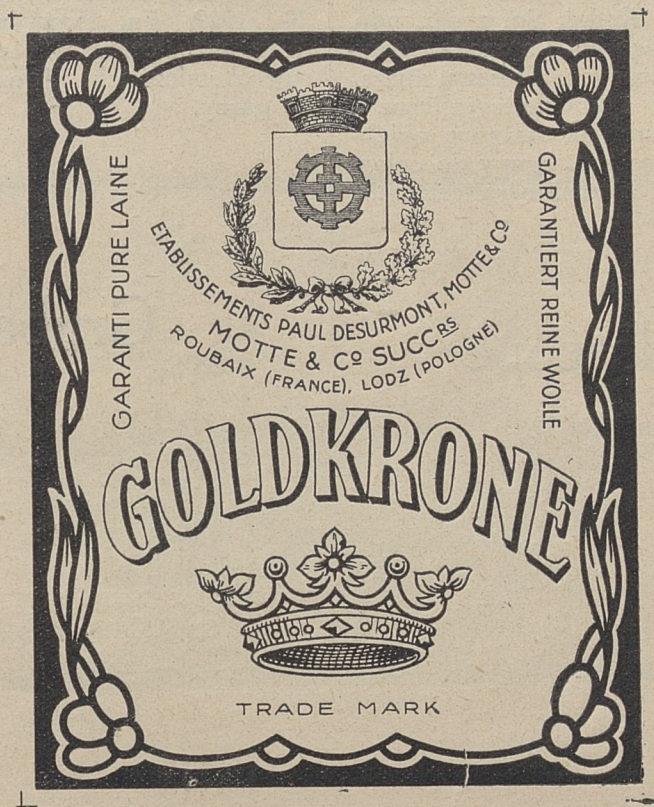 GARANTI PURE LAINE
GARANTIERT REINE WOLLE
ETABLISSEMENTS PAUL DESURMONT, MOTTE & Cº
MOTTE & Cº SUCCRS
ROUBAIX (FRANCE), LODZ (POLOGNE)
GOLDKRONE
TRADE MARK